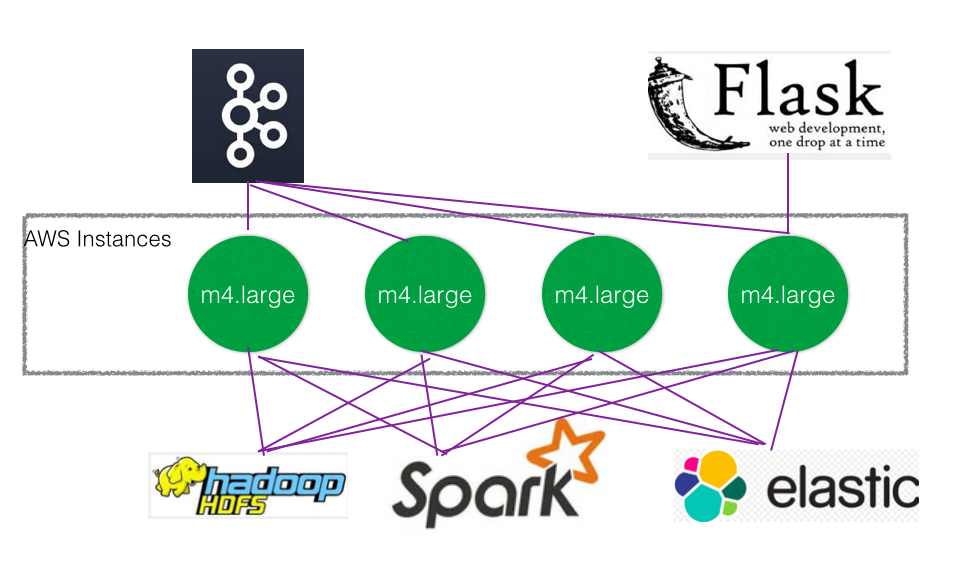 Flask
web development,
one drop at a time
AWS Instances
m4.large
m4.large
m4.large
m4.large
hadoop
HDFS
Spark
elastic